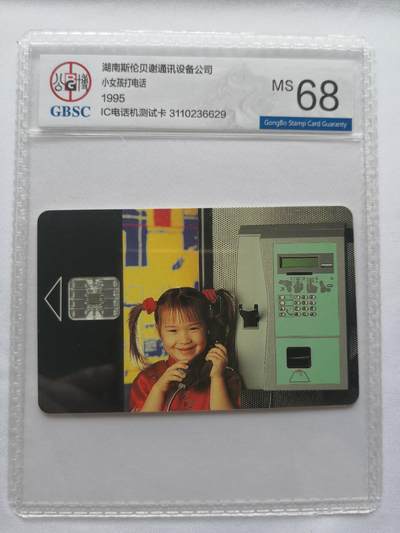 湖南斯伦贝谢通讯设备公司
小女孩打电话
1995
IC电话机测试卡 3110236629
GBSC
MS 68
GongBo Stamp Card Guaranty